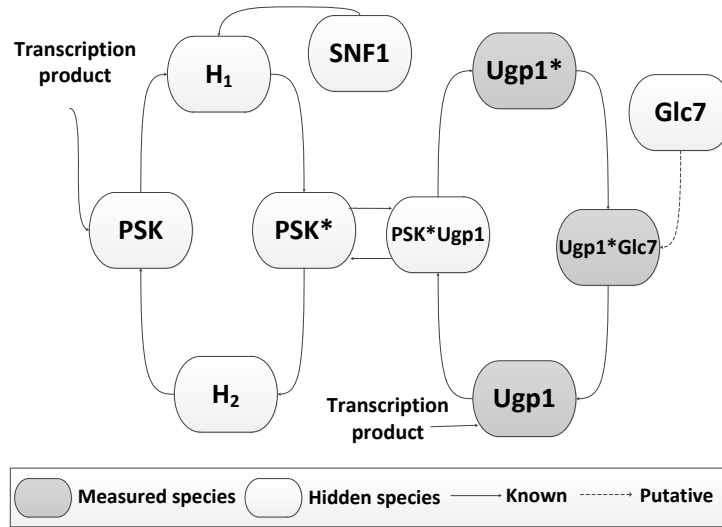 Transcription
product
H1
SNF1
Ugp1*
Glc7
PSK
PSK*
PSK*Ugp1
Ugp1*Glc7
H2
Ugp1
Transcription
product
Measured species
Hidden species
Known
Putative